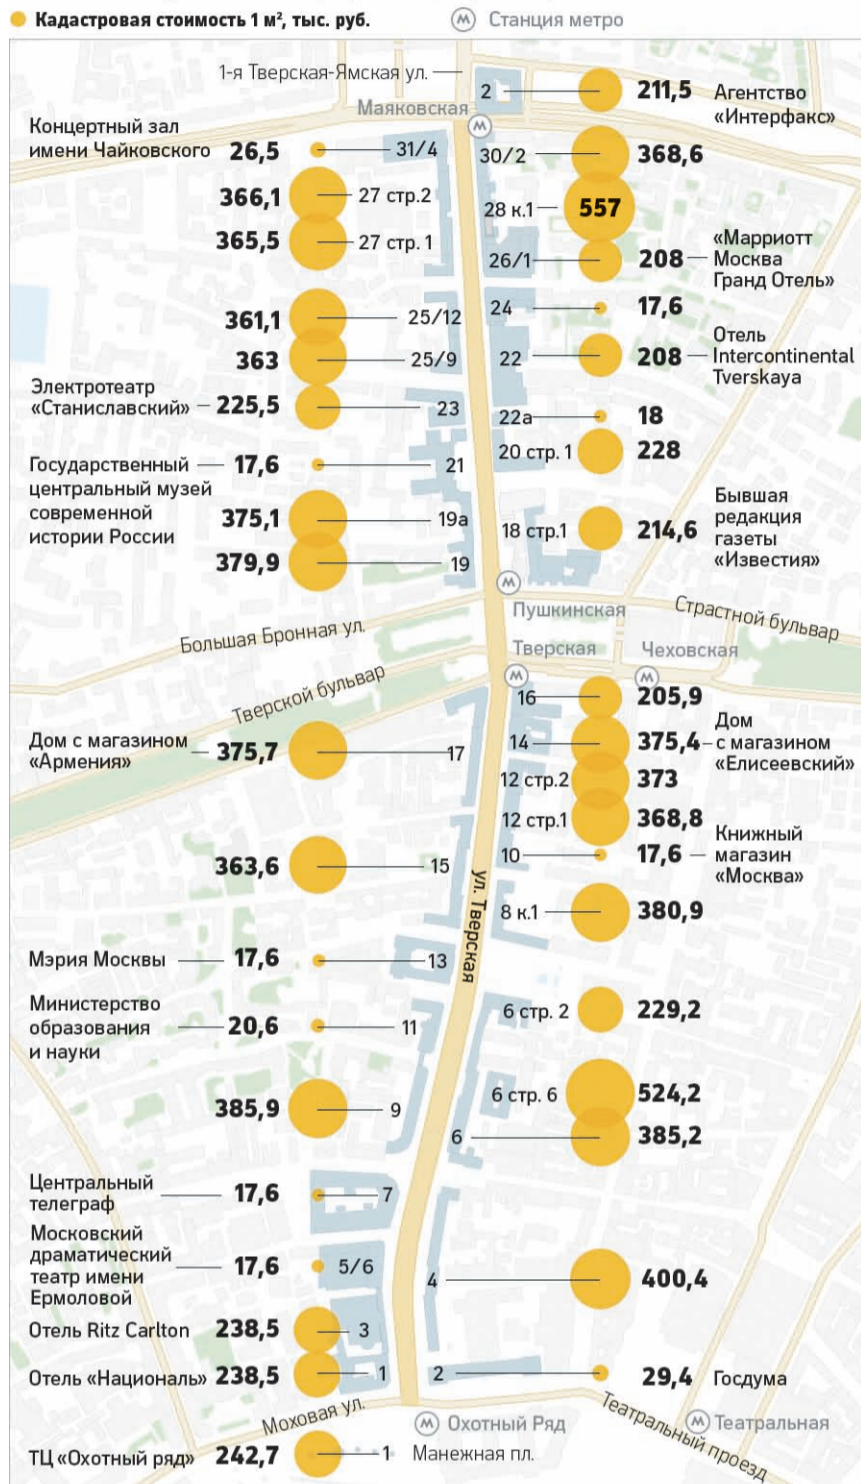 Кадастровая стоимость 1 м², тыс. руб.
М Станция метро
1-я Тверская-Ямская ул.
2
211,5
Агентство
«Интерфакс»
Маяковская
М
Концертный зал
имени Чайковского
26,5
31/4
30/2
368,6
366,1
27 стр.2
28 к.1
557
365,5
27 стр. 1
26/1
208
«Марриотт
Москва
Гранд Отель»
24
17,6
361,1
25/12
363
25/9
22
208
Отель
Intercontinental
Tverskaya
Электротеатр
«Станиславский»
225,5
23
22а
18
20 стр. 1
228
Государственный
центральный музей
современной
истории России
17,6
21
375,1
19а
18 стр.1
214,6
Бывшая
редакция
газеты
«Известия»
379,9
19
М
Пушкинская
Страстной бульвар
Большая Бронная ул.
Тверская
М
Чеховская
М
Тверской бульвар
16
205,9
Дом с магазином
«Армения»
375,7
17
14
375,4
Дом
с магазином
«Елисеевский»
12 стр.2
373
12 стр.1
368,8
363,6
15
10
17,6
Книжный
магазин
«Москва»
ул. Тверская
8 к.1
380,9
Мэрия Москвы
17,6
13
Министерство
образования
и науки
20,6
11
6 стр. 2
229,2
385,9
9
6 стр. 6
524,2
6
385,2
Центральный
телеграф
17,6
7
Московский
драматический
театр имени
Ермоловой
17,6
5/6
4
400,4
Отель Ritz Carlton
238,5
3
Отель «Националь»
238,5
1
2
29,4
Госдума
Моховая ул.
М Охотный Ряд
Театральный проезд
М Театральная
ТЦ «Охотный ряд»
242,7
1
Манежная пл.